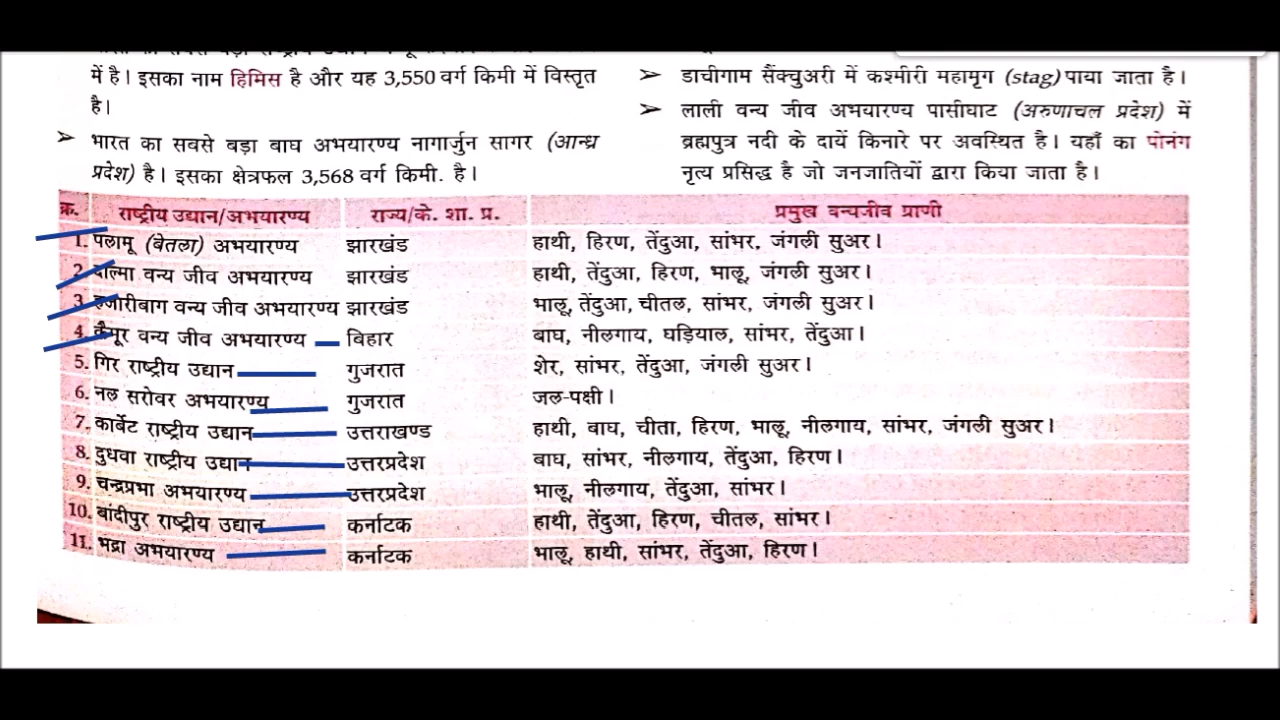 में है। इसका नाम हिमिस है और यह 3,550 वर्ग किमी में विस्तृत
है।
➢ भारत का सबसे बड़ा बाघ अभयारण्य नागार्जुन सागर (आन्ध्र
प्रदेश) है। इसका क्षेत्रफल 3,568 वर्ग किमी. है।
➢ डाचीगाम सैंक्चुअरी में कश्मीरी महामृग (stag) पाया जाता है।
➢ लाली वन्य जीव अभयारण्य पासीघाट (अरुणाचल प्रदेश) में
ब्रह्मपुत्र नदी के दायें किनारे पर अवस्थित है। यहाँ का पोनंग
नृत्य प्रसिद्ध है जो जनजातियों द्वारा किया जाता है।
क्र. राष्ट्रीय उद्यान/अभयारण्य राज्य/के. शा. प्र. प्रमुख वन्यजीव प्राणी
1. पलामू (बेतला) अभयारण्य झारखंड हाथी, हिरण, तेंदुआ, सांभर, जंगली सुअर।
2. दाल्मा वन्य जीव अभयारण्य झारखंड हाथी, तेंदुआ, हिरण, भालू, जंगली सुअर।
3. हजारीबाग वन्य जीव अभयारण्य झारखंड भालू, तेंदुआ, चीतल, सांभर, जंगली सुअर।
4. कैमूर वन्य जीव अभयारण्य बिहार बाघ, नीलगाय, घड़ियाल, सांभर, तेंदुआ।
5. गिर राष्ट्रीय उद्यान गुजरात शेर, सांभर, तेंदुआ, जंगली सुअर।
6. नल सरोवर अभयारण्य गुजरात जल-पक्षी।
7. कार्बेट राष्ट्रीय उद्यान उत्तराखण्ड हाथी, बाघ, चीता, हिरण, भालू, नीलगाय, सांभर, जंगली सुअर।
8. दुधवा राष्ट्रीय उद्यान उत्तरप्रदेश बाघ, सांभर, नीलगाय, तेंदुआ, हिरण।
9. चन्द्रप्रभा अभयारण्य उत्तरप्रदेश भालू, नीलगाय, तेंदुआ, सांभर।
10. बांदीपुर राष्ट्रीय उद्यान कर्नाटक हाथी, तेंदुआ, हिरण, चीतल, सांभर।
11. भद्रा अभयारण्य कर्नाटक भालू, हाथी, सांभर, तेंदुआ, हिरण।